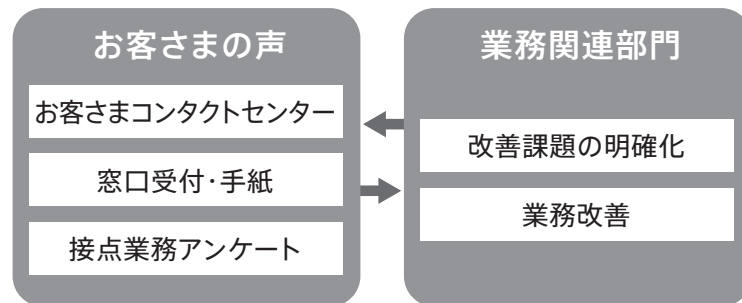 お客さまの声
お客さまコンタクトセンター
窓口受付・手紙
接点業務アンケート
業務関連部門
改善課題の明確化
業務改善